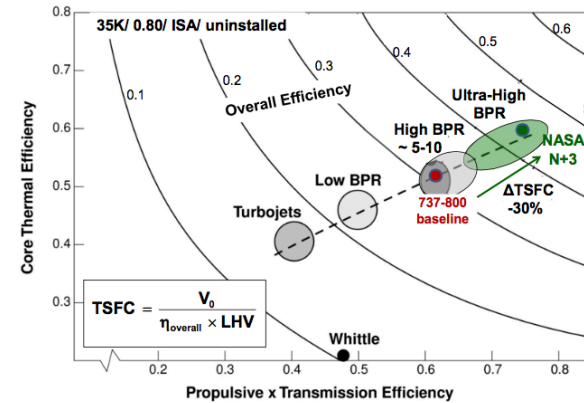 0.8
35K/ 0.80/ ISA/ uninstalled
0.4
0.5
0.6
0.7
0.3
0.2
0.1
Overall Efficiency
Ultra-High
BPR
High BPR
~ 5-10
NASA
N+3
0.6
Core Thermal Efficiency
Low BPR
ΔTSFC
-30%
0.5
737-800
baseline
Turbojets
0.4
TSFC = V0 / ηoverall × LHV
0.3
Whittle
0.2
0.3
0.4
0.5
0.6
0.7
0.8
Propulsive x Transmission Efficiency